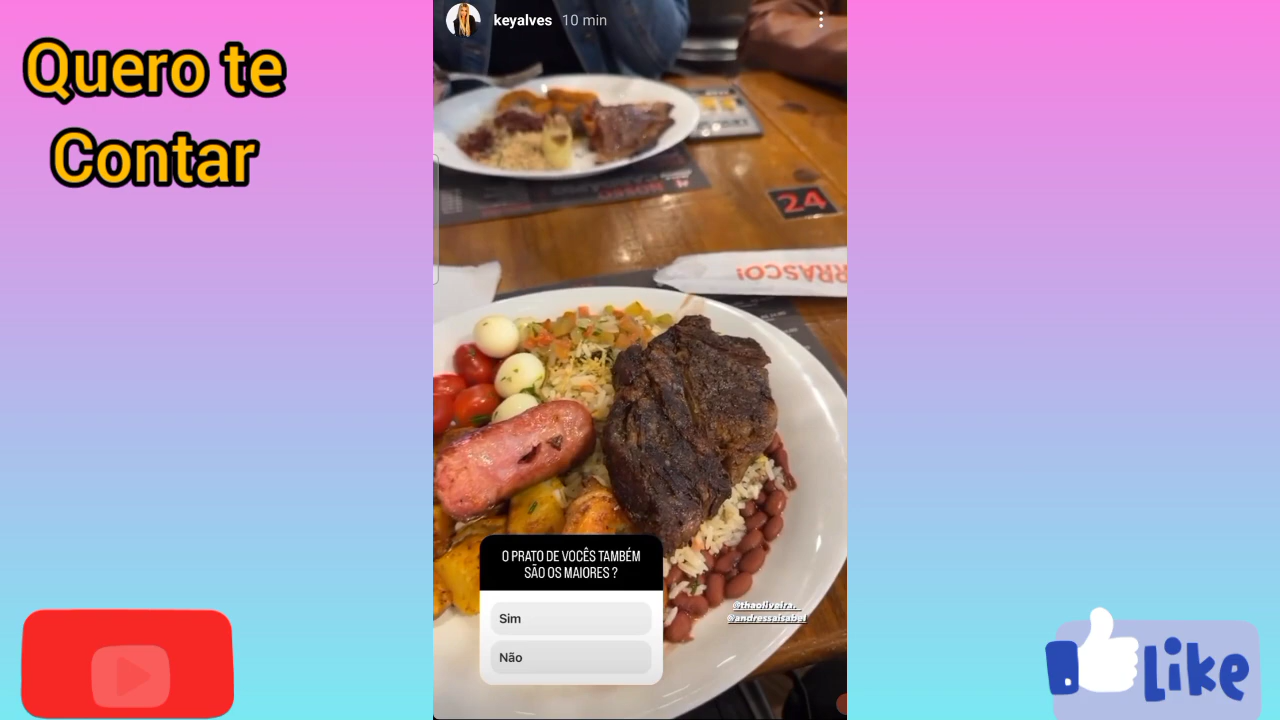 Quero te
Contar
keyalves 10 min
24
RRASCO!
O PRATO DE VOCÊS TAMBÉM
SÃO OS MAIORES ?
Sim
Não
@thaoliveira._
@andressaisabel
Like